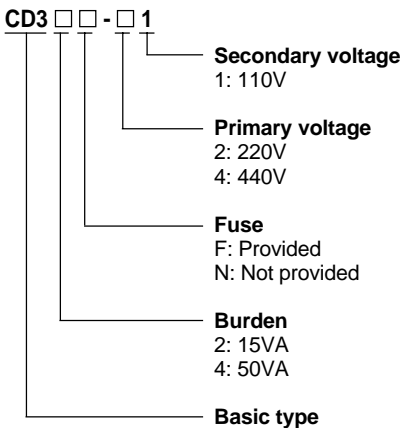 CD3 □ □ - □ 1
Secondary voltage
1: 110V
Primary voltage
2: 220V
4: 440V
Fuse
F: Provided
N: Not provided
Burden
2: 15VA
4: 50VA
Basic type